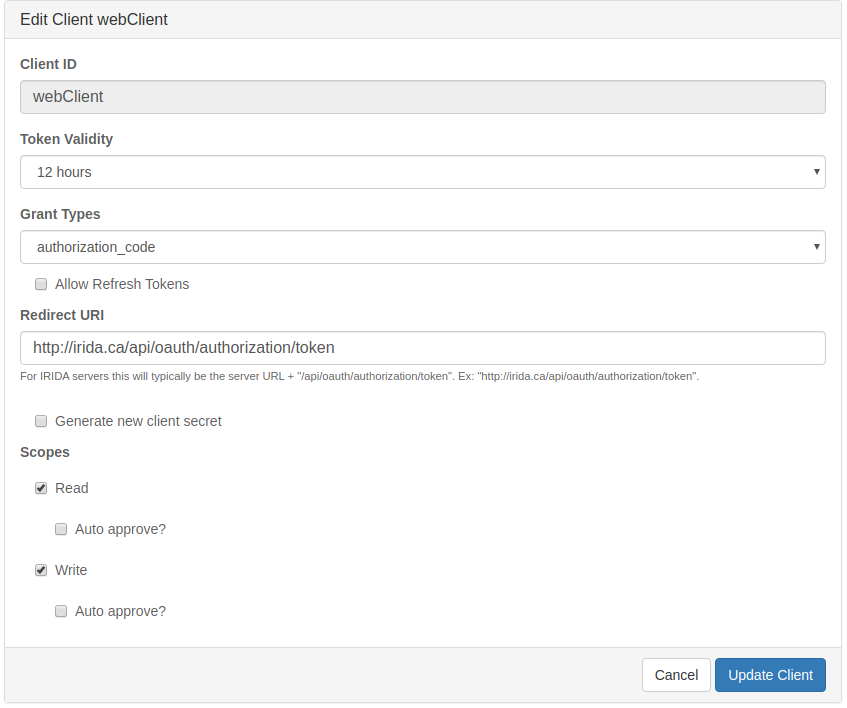 Edit Client webClient
Client ID
webClient
Token Validity
12 hours
Grant Types
authorization_code
Allow Refresh Tokens
Redirect URI
http://irida.ca/api/oauth/authorization/token
For IRIDA servers this will typically be the server URL + "/api/oauth/authorization/token". Ex: "http://irida.ca/api/oauth/authorization/token".
Generate new client secret
Scopes
Read
Auto approve?
Write
Auto approve?
Cancel Update Client